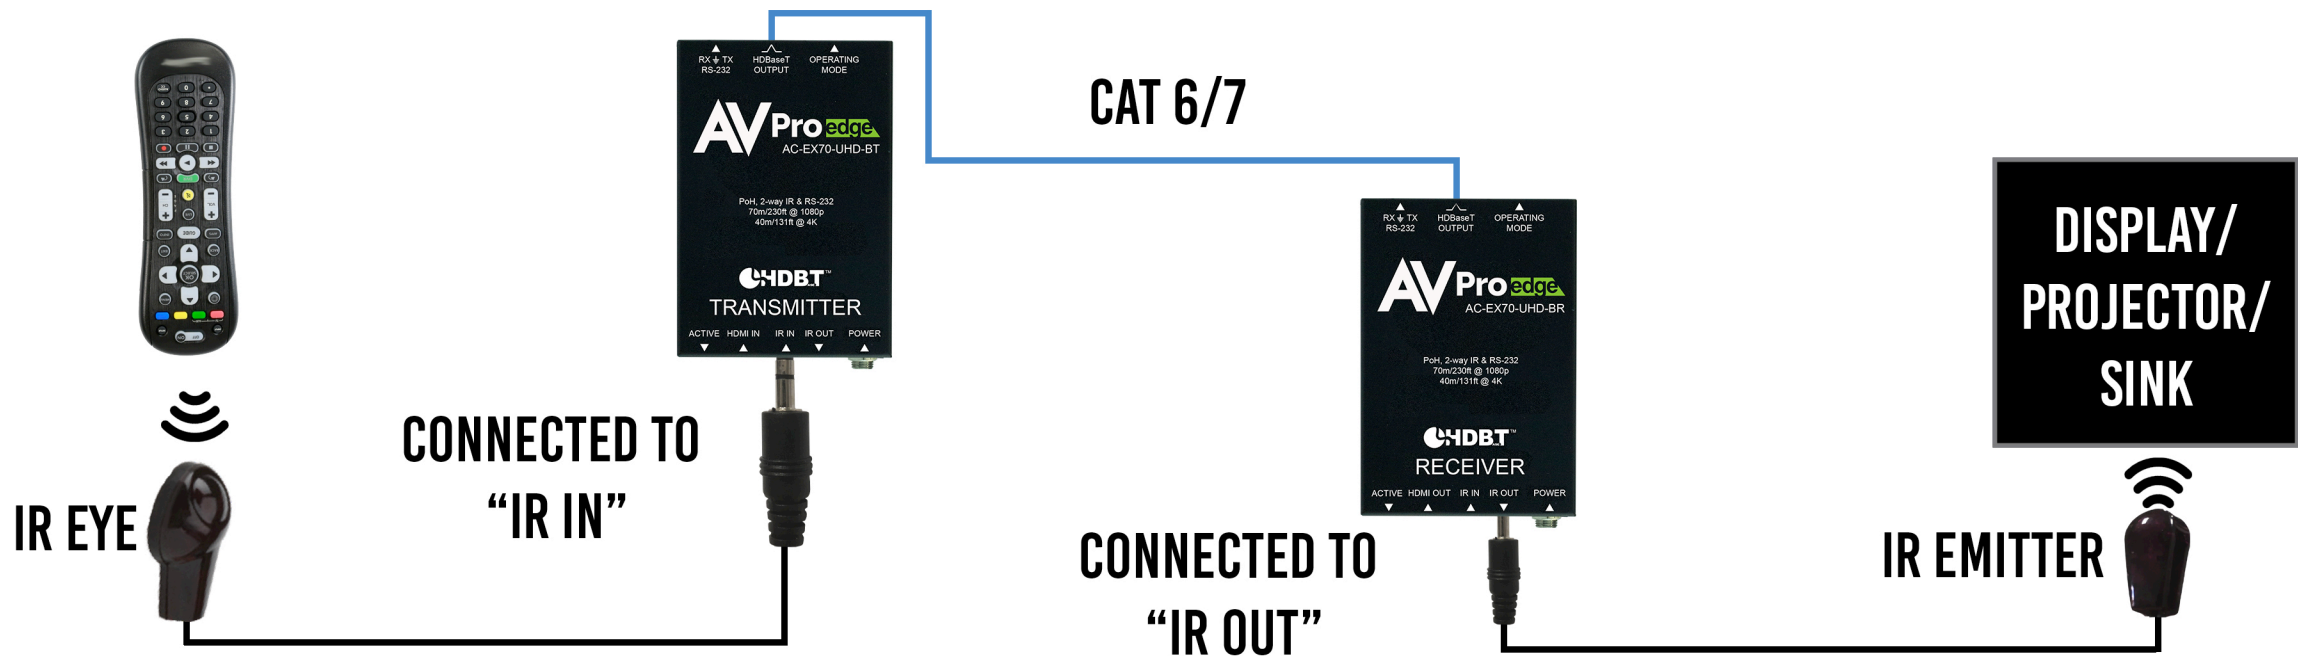 CAT 6/7
RX TX
RS-232
HDBaseT
OUTPUT
OPERATING
MODE
AV Pro edge
AC-EX70-UHD-BT
PoH, 2-way IR & RS-232
70m/230ft @ 1080p
40m/131ft @ 4K
HDBT™
TRANSMITTER
ACTIVE HDMI IN IR IN IR OUT POWER
CONNECTED TO
“IR IN”
IR EYE
RX TX
RS-232
HDBaseT
OUTPUT
OPERATING
MODE
AV Pro edge
AC-EX70-UHD-BR
PoH, 2-way IR & RS-232
70m/230ft @ 1080p
40m/131ft @ 4K
HDBT™
RECEIVER
ACTIVE HDMI OUT IR IN IR OUT POWER
CONNECTED TO
“IR OUT”
DISPLAY/
PROJECTOR/
SINK
IR EMITTER